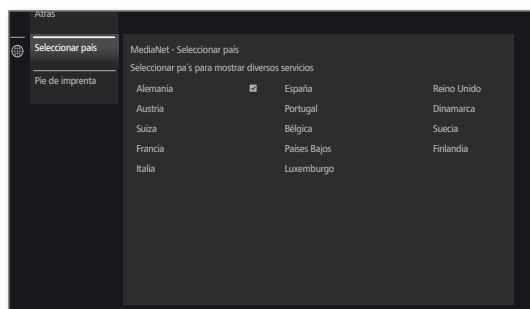 Atrás
Seleccionar país
Pie de imprenta
MediaNet - Seleccionar país
Seleccionar pa´s para mostrar diversos servicios
Alemania España Reino Unido
Austria Portugal Dinamarca
Suiza Bélgica Suecia
Francia Países Bajos Finlandia
Italia Luxemburgo